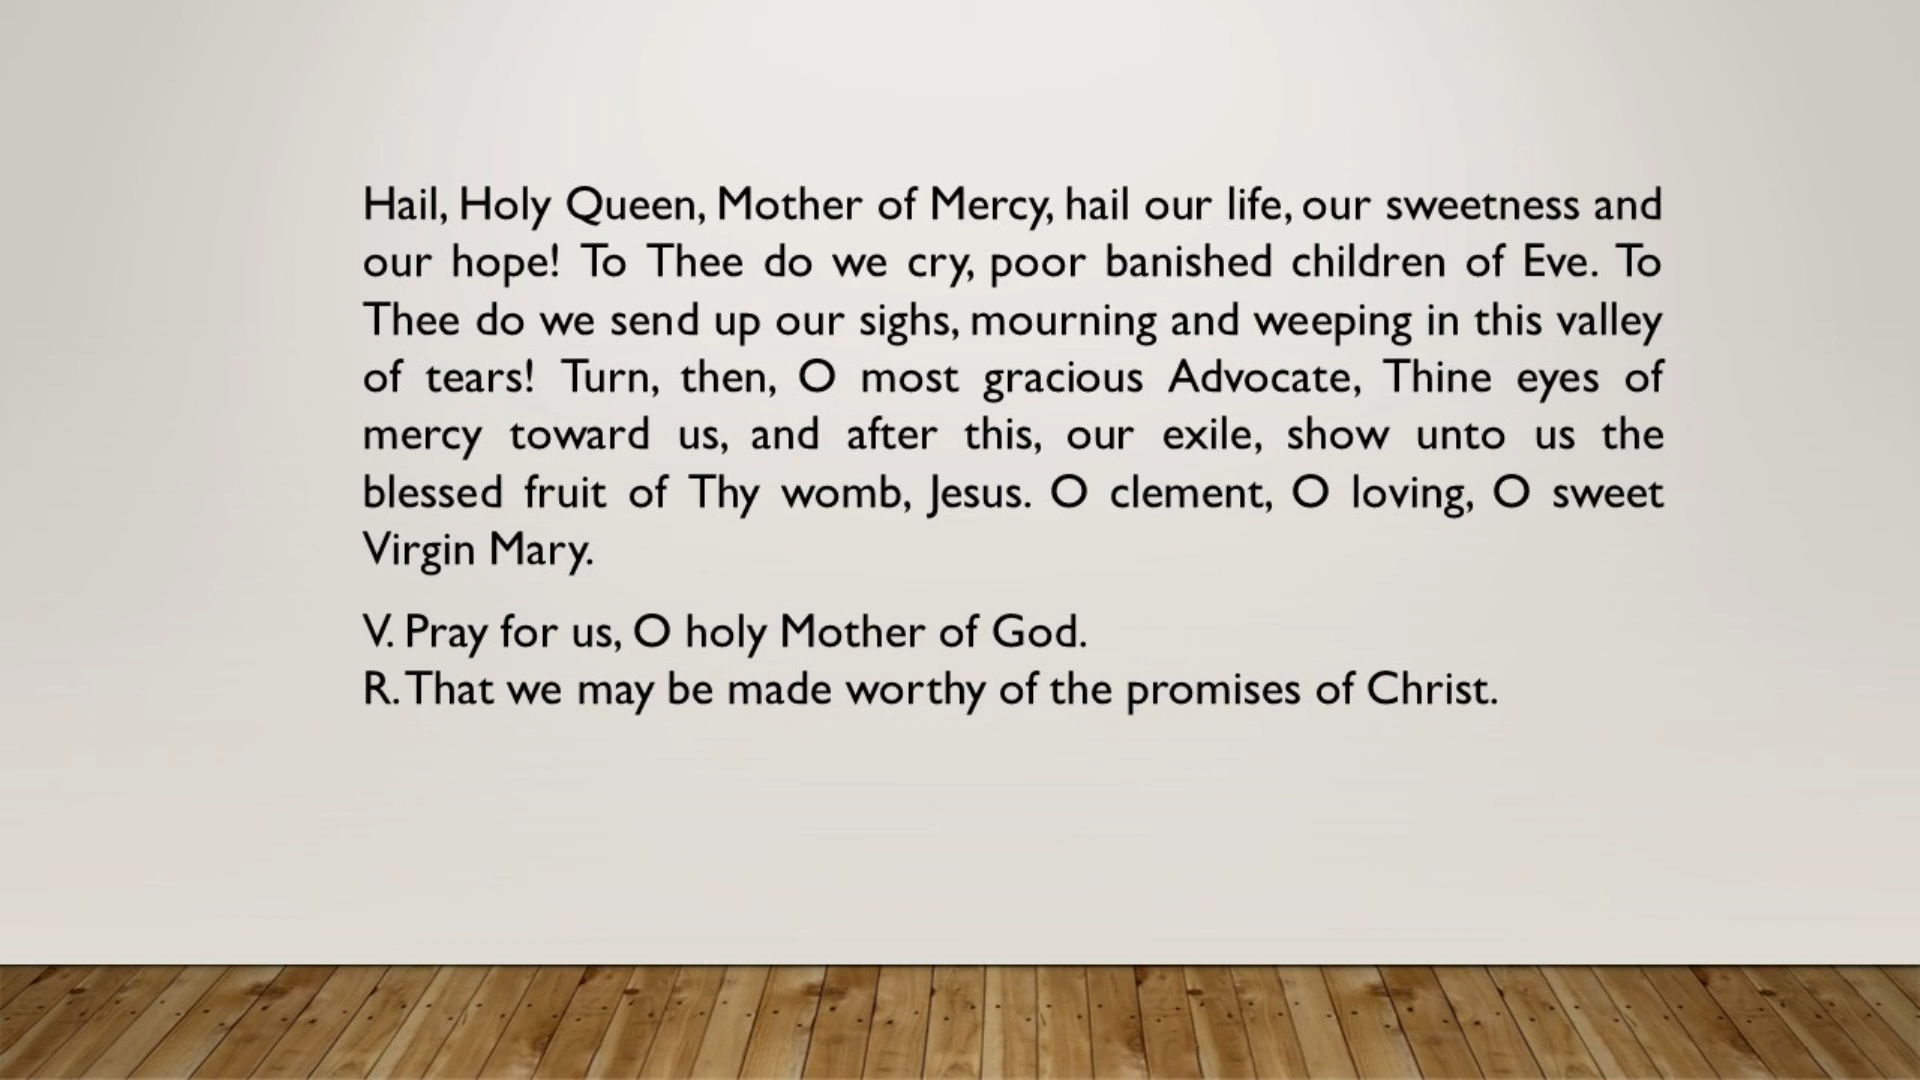 Hail, Holy Queen, Mother of Mercy, hail our life, our sweetness and
our hope! To Thee do we cry, poor banished children of Eve. To
Thee do we send up our sighs, mourning and weeping in this valley
of tears! Turn, then, O most gracious Advocate, Thine eyes of
mercy toward us, and after this, our exile, show unto us the
blessed fruit of Thy womb, Jesus. O clement, O loving, O sweet
Virgin Mary.
V. Pray for us, O holy Mother of God.
R. That we may be made worthy of the promises of Christ.